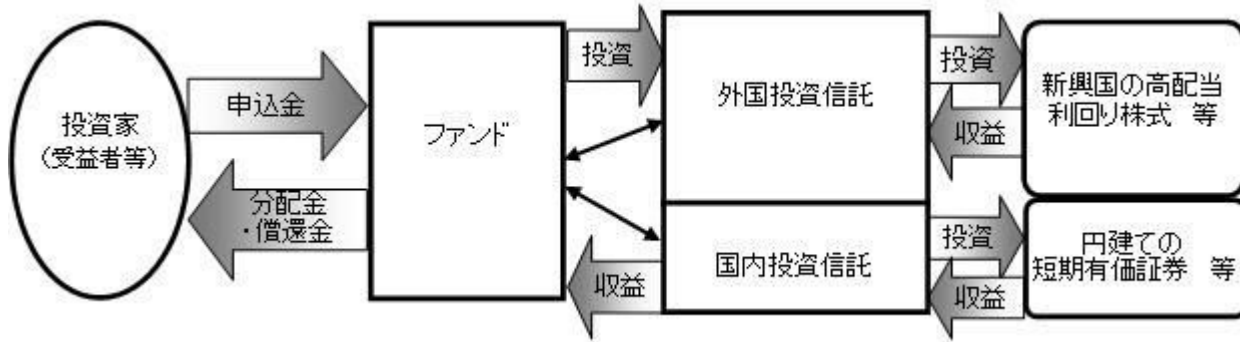 投資家
(受益者等)
申込金
分配金
・償還金
ファンド
投資
収益
外国投資信託
国内投資信託
投資
収益
投資
収益
新興国の高配当
利回り株式 等
円建ての
短期有価証券 等